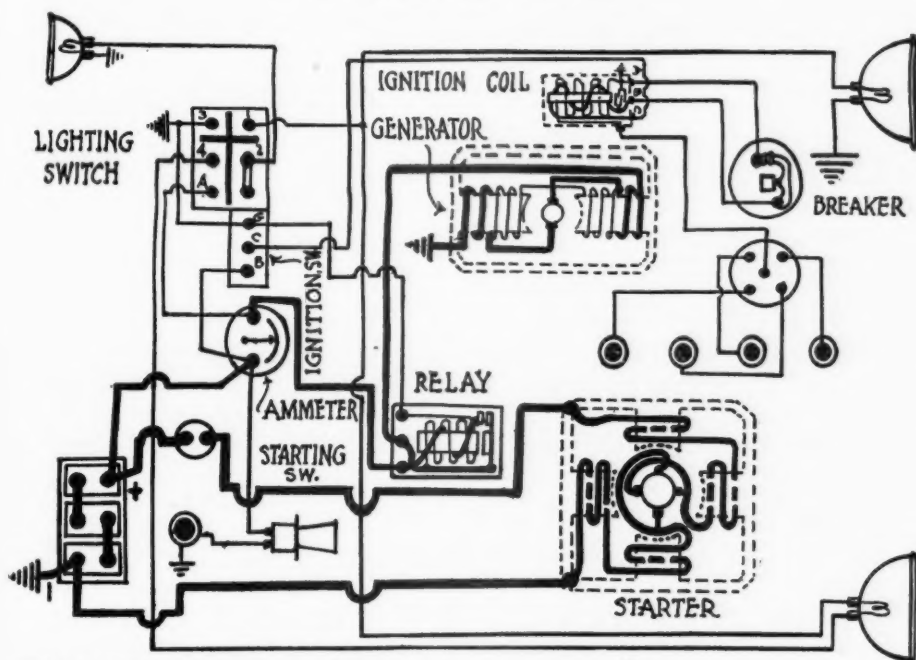 IGNITION COIL
GENERATOR
LIGHTING
SWITCH
3
1
4
2
A
C
B
IGNITION.SW.
BREAKER
AMMETER
RELAY
STARTING
SW.
+
-
STARTER